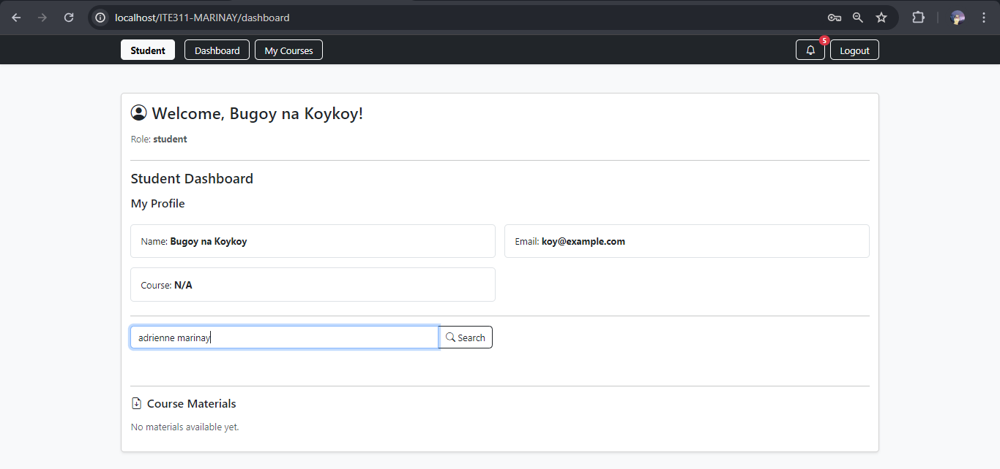 localhost/ITE311-MARINAY/dashboard
Student Dashboard My Courses 5 Logout
Welcome, Bugoy na Koykoy!
Role: student
Student Dashboard
My Profile
Name: Bugoy na Koykoy Email: koy@example.com
Course: N/A
adrienne marinay Search
Course Materials
No materials available yet.